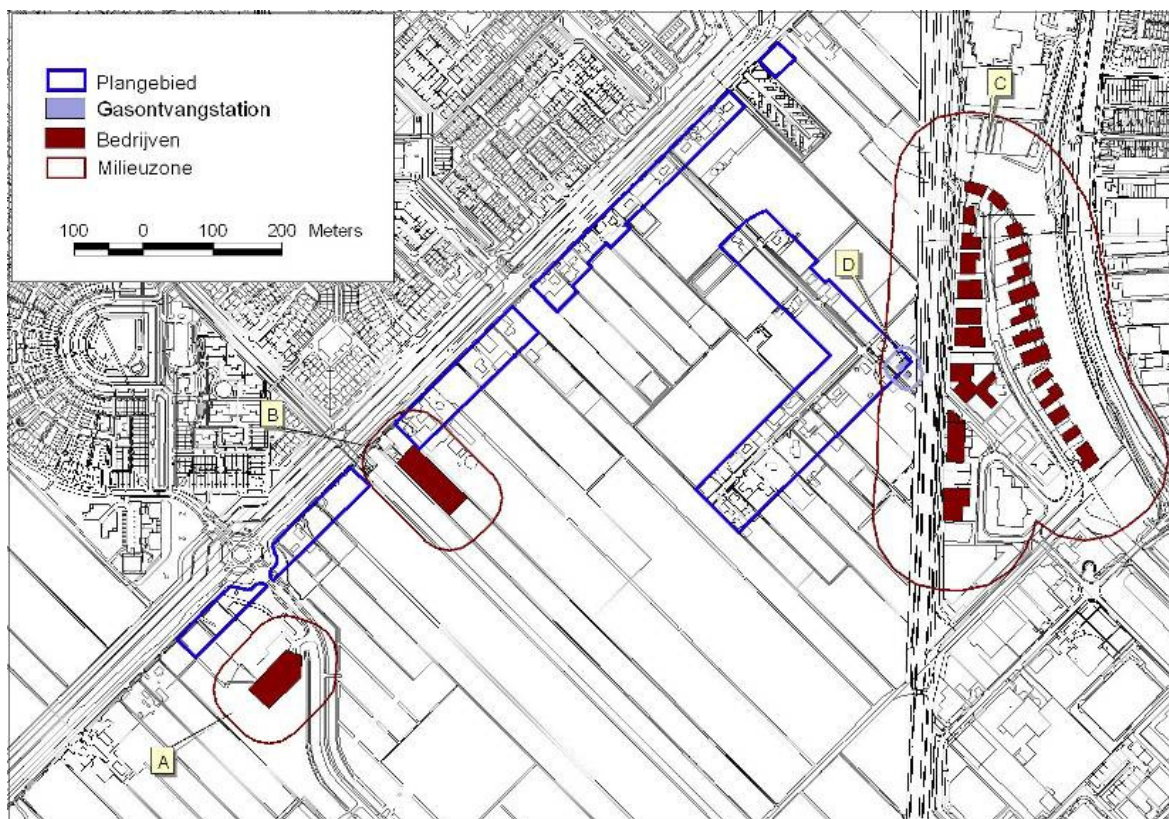 Plangebied
Gasontvangstation
Bedrijven
Milieuzone
100 0 100 200 Meters
C
D
B
A